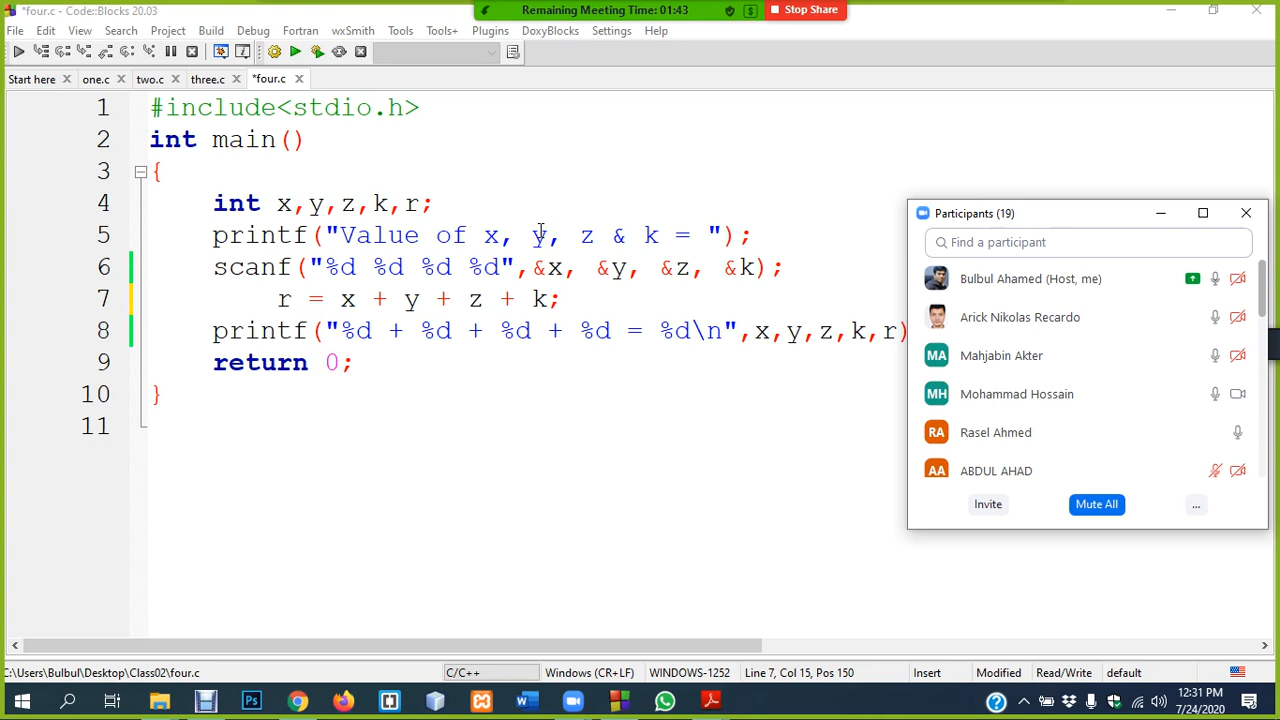 *four.c - Code::Blocks 20.03
Remaining Meeting Time: 01:43
Stop Share
File Edit View Search Project Build Debug Fortran wxSmith Tools Tools+ Plugins DoxyBlocks Settings Help
Start here one.c two.c three.c *four.c
1 #include<stdio.h>
2 int main()
3 {
4 int x,y,z,k,r;
5 printf("Value of x, y, z & k = ");
6 scanf("%d %d %d %d",&x, &y, &z, &k);
7 r = x + y + z + k;
8 printf("%d + %d + %d + %d = %d\n",x,y,z,k,r)
9 return 0;
10 }
11
Participants (19)
Find a participant
Bulbul Ahamed (Host, me)
Arick Nikolas Recardo
MA Mahjabin Akter
MH Mohammad Hossain
RA Rasel Ahmed
AA ABDUL AHAD
Invite Mute All ...
C:\Users\Bulbul\Desktop\Class02\four.c C/C++ Windows (CR+LF) WINDOWS-1252 Line 7, Col 15, Pos 150 Insert Modified Read/Write default
12:31 PM
7/24/2020